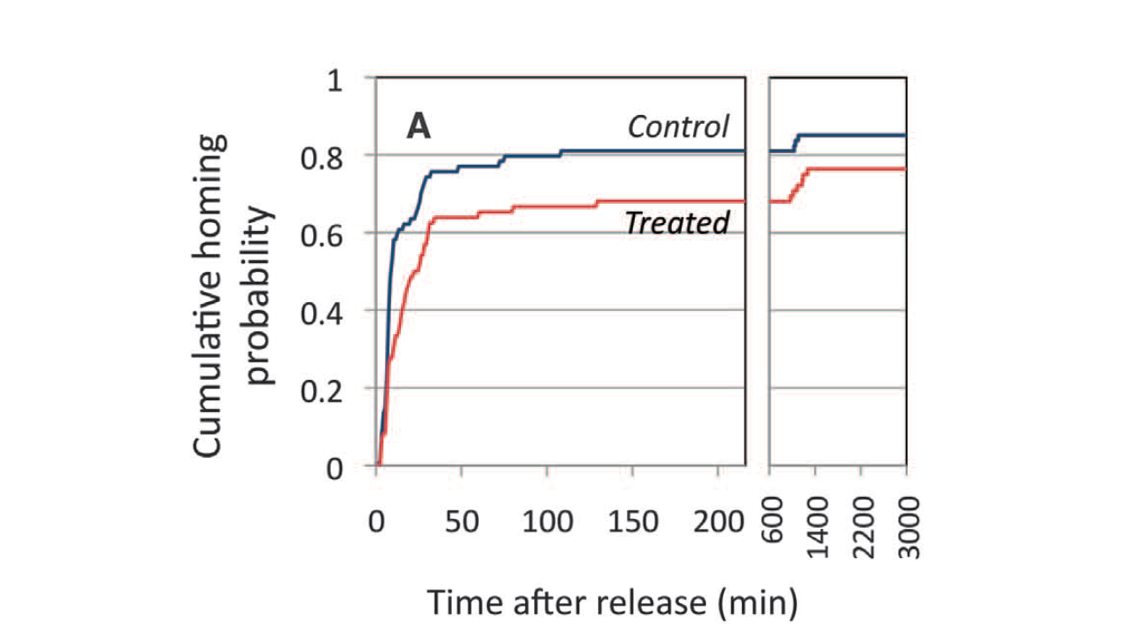 1
0.8
0.6
0.4
0.2
0
Cumulative homing
probability
A
Control
Treated
0 50 100 150 200
600 1400 2200 3000
Time after release (min)